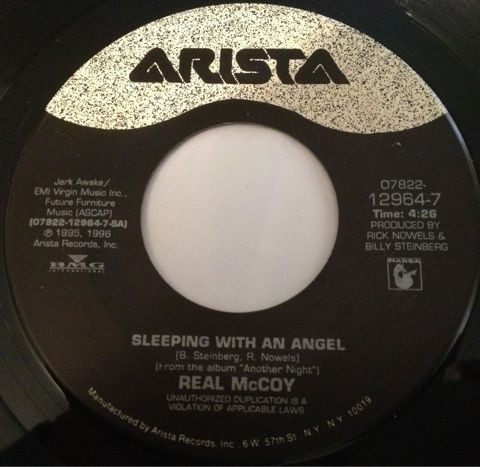 ARISTA
Jerk Awake/
EMI Virgin Music Inc.,
Future Furniture
Music (ASCAP)
(07822-12964-7-SA)
℗ 1995, 1996
Arista Records, Inc.
BMG
INTERNATIONAL
07822-
12964-7
Time: 4:26
PRODUCED BY
RICK NOWELS &
BILLY STEINBERG
HANSA
SLEEPING WITH AN ANGEL
(B. Steinberg, R. Nowels)
(From the album "Another Night")
REAL McCOY
UNAUTHORIZED DUPLICATION IS A
VIOLATION OF APPLICABLE LAWS
Manufactured by Arista Records, Inc., 6 W. 57th St., N.Y., N.Y. 10019